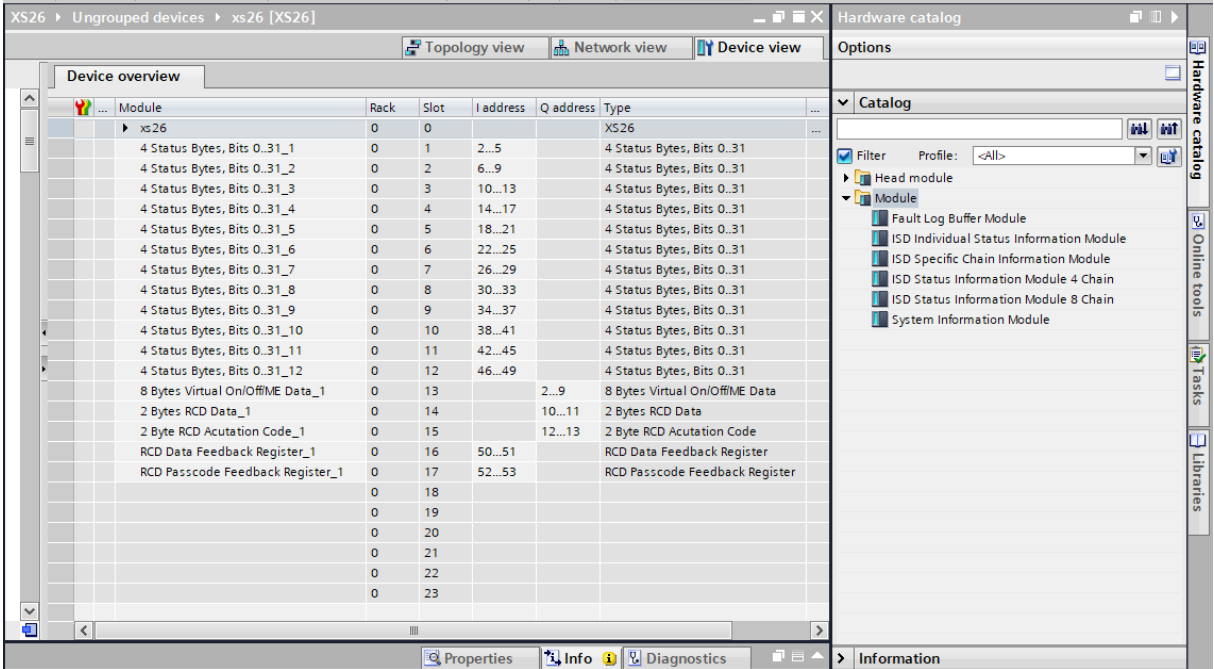 XS26 ▸ Ungrouped devices ▸ xs26 [XS26]
Hardware catalog
Topology view Network view Device view
Options
Device overview
... Module Rack Slot I address Q address Type ...
xs26 0 0 XS26 ...
4 Status Bytes, Bits 0..31_1 0 1 2...5 4 Status Bytes, Bits 0..31
4 Status Bytes, Bits 0..31_2 0 2 6...9 4 Status Bytes, Bits 0..31
4 Status Bytes, Bits 0..31_3 0 3 10...13 4 Status Bytes, Bits 0..31
4 Status Bytes, Bits 0..31_4 0 4 14...17 4 Status Bytes, Bits 0..31
4 Status Bytes, Bits 0..31_5 0 5 18...21 4 Status Bytes, Bits 0..31
4 Status Bytes, Bits 0..31_6 0 6 22...25 4 Status Bytes, Bits 0..31
4 Status Bytes, Bits 0..31_7 0 7 26...29 4 Status Bytes, Bits 0..31
4 Status Bytes, Bits 0..31_8 0 8 30...33 4 Status Bytes, Bits 0..31
4 Status Bytes, Bits 0..31_9 0 9 34...37 4 Status Bytes, Bits 0..31
4 Status Bytes, Bits 0..31_10 0 10 38...41 4 Status Bytes, Bits 0..31
4 Status Bytes, Bits 0..31_11 0 11 42...45 4 Status Bytes, Bits 0..31
4 Status Bytes, Bits 0..31_12 0 12 46...49 4 Status Bytes, Bits 0..31
8 Bytes Virtual On/Off/ME Data_1 0 13 2...9 8 Bytes Virtual On/Off/ME Data
2 Bytes RCD Data_1 0 14 10...11 2 Bytes RCD Data
2 Byte RCD Acutation Code_1 0 15 12...13 2 Byte RCD Acutation Code
RCD Data Feedback Register_1 0 16 50...51 RCD Data Feedback Register
RCD Passcode Feedback Register_1 0 17 52...53 RCD Passcode Feedback Register
0 18
0 19
0 20
0 21
0 22
0 23
Properties Info Diagnostics
Catalog
Filter Profile: <All>
Head module
Module
Fault Log Buffer Module
ISD Individual Status Information Module
ISD Specific Chain Information Module
ISD Status Information Module 4 Chain
ISD Status Information Module 8 Chain
System Information Module
Information
Hardware catalog
Online tools
Tasks
Libraries